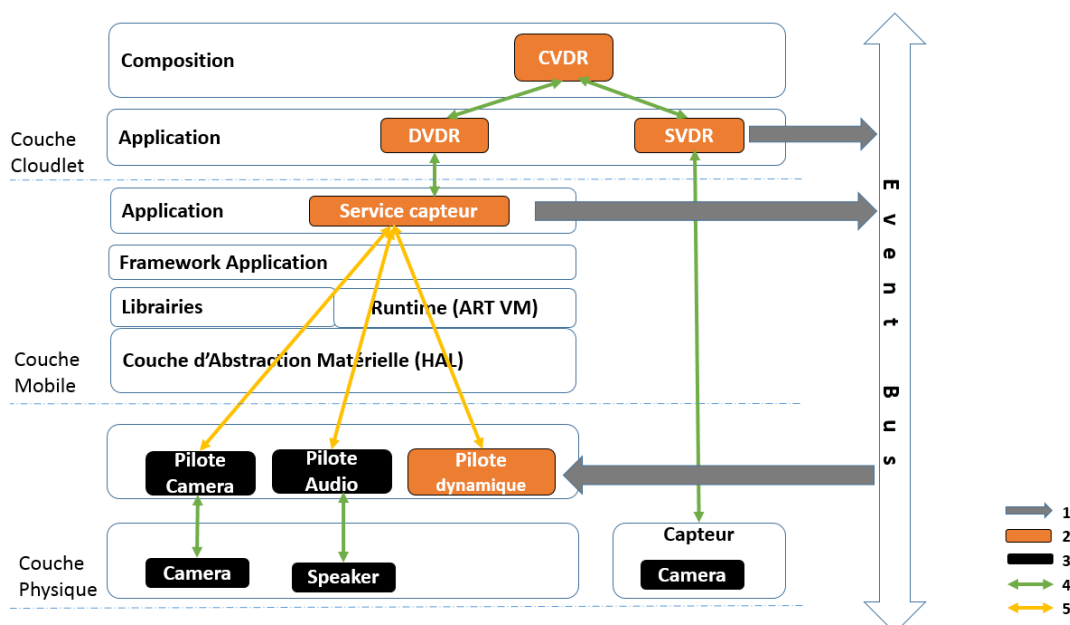 Composition
CVDR
Couche
Cloudlet
Application
DVDR
SVDR
Application
Service capteur
Framework Application
Librairies
Runtime (ART VM)
Couche
Mobile
Couche d'Abstraction Matérielle (HAL)
Pilote
Camera
Pilote
Audio
Pilote
dynamique
Couche
Physique
Camera
Speaker
Capteur
Camera
Event Bus
1
2
3
4
5